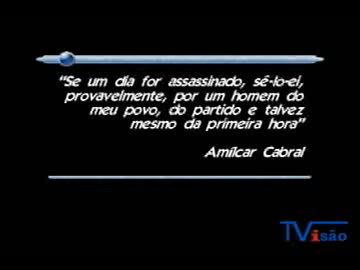 "Se um dia for assassinado, sê-lo-ei,
provavelmente, por um homem do
meu povo, do partido e talvez
mesmo da primeira hora"
Amílcar Cabral
TVisão